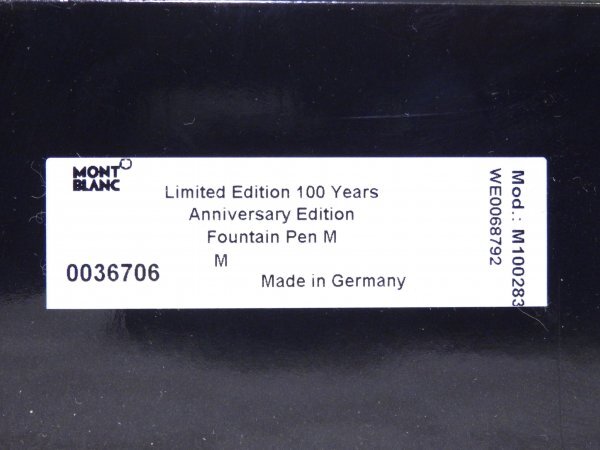 MONT
BLANC
Limited Edition 100 Years
Anniversary Edition
Fountain Pen M
M
0036706
Made in Germany
Mod.: M100283
WE0068792